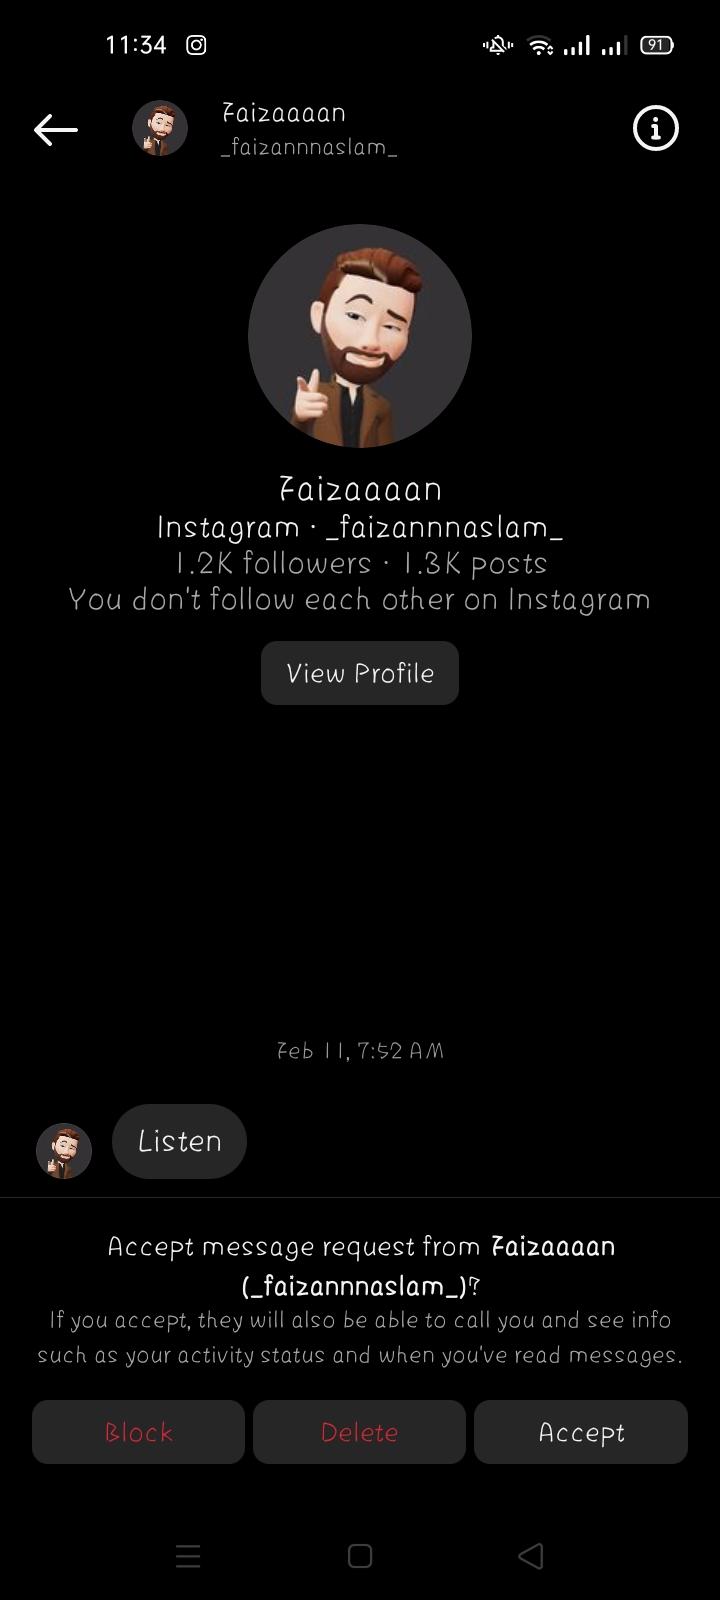 11:34
91
Faizaaaan
_faizannnaslam_
Faizaaaan
Instagram · _faizannnaslam_
1.2K followers · 1.3K posts
You don't follow each other on Instagram
View Profile
Feb 11, 7:52 AM
Listen
Accept message request from Faizaaaan
(_faizannnaslam_)?
If you accept, they will also be able to call you and see info
such as your activity status and when you've read messages.
Block
Delete
Accept